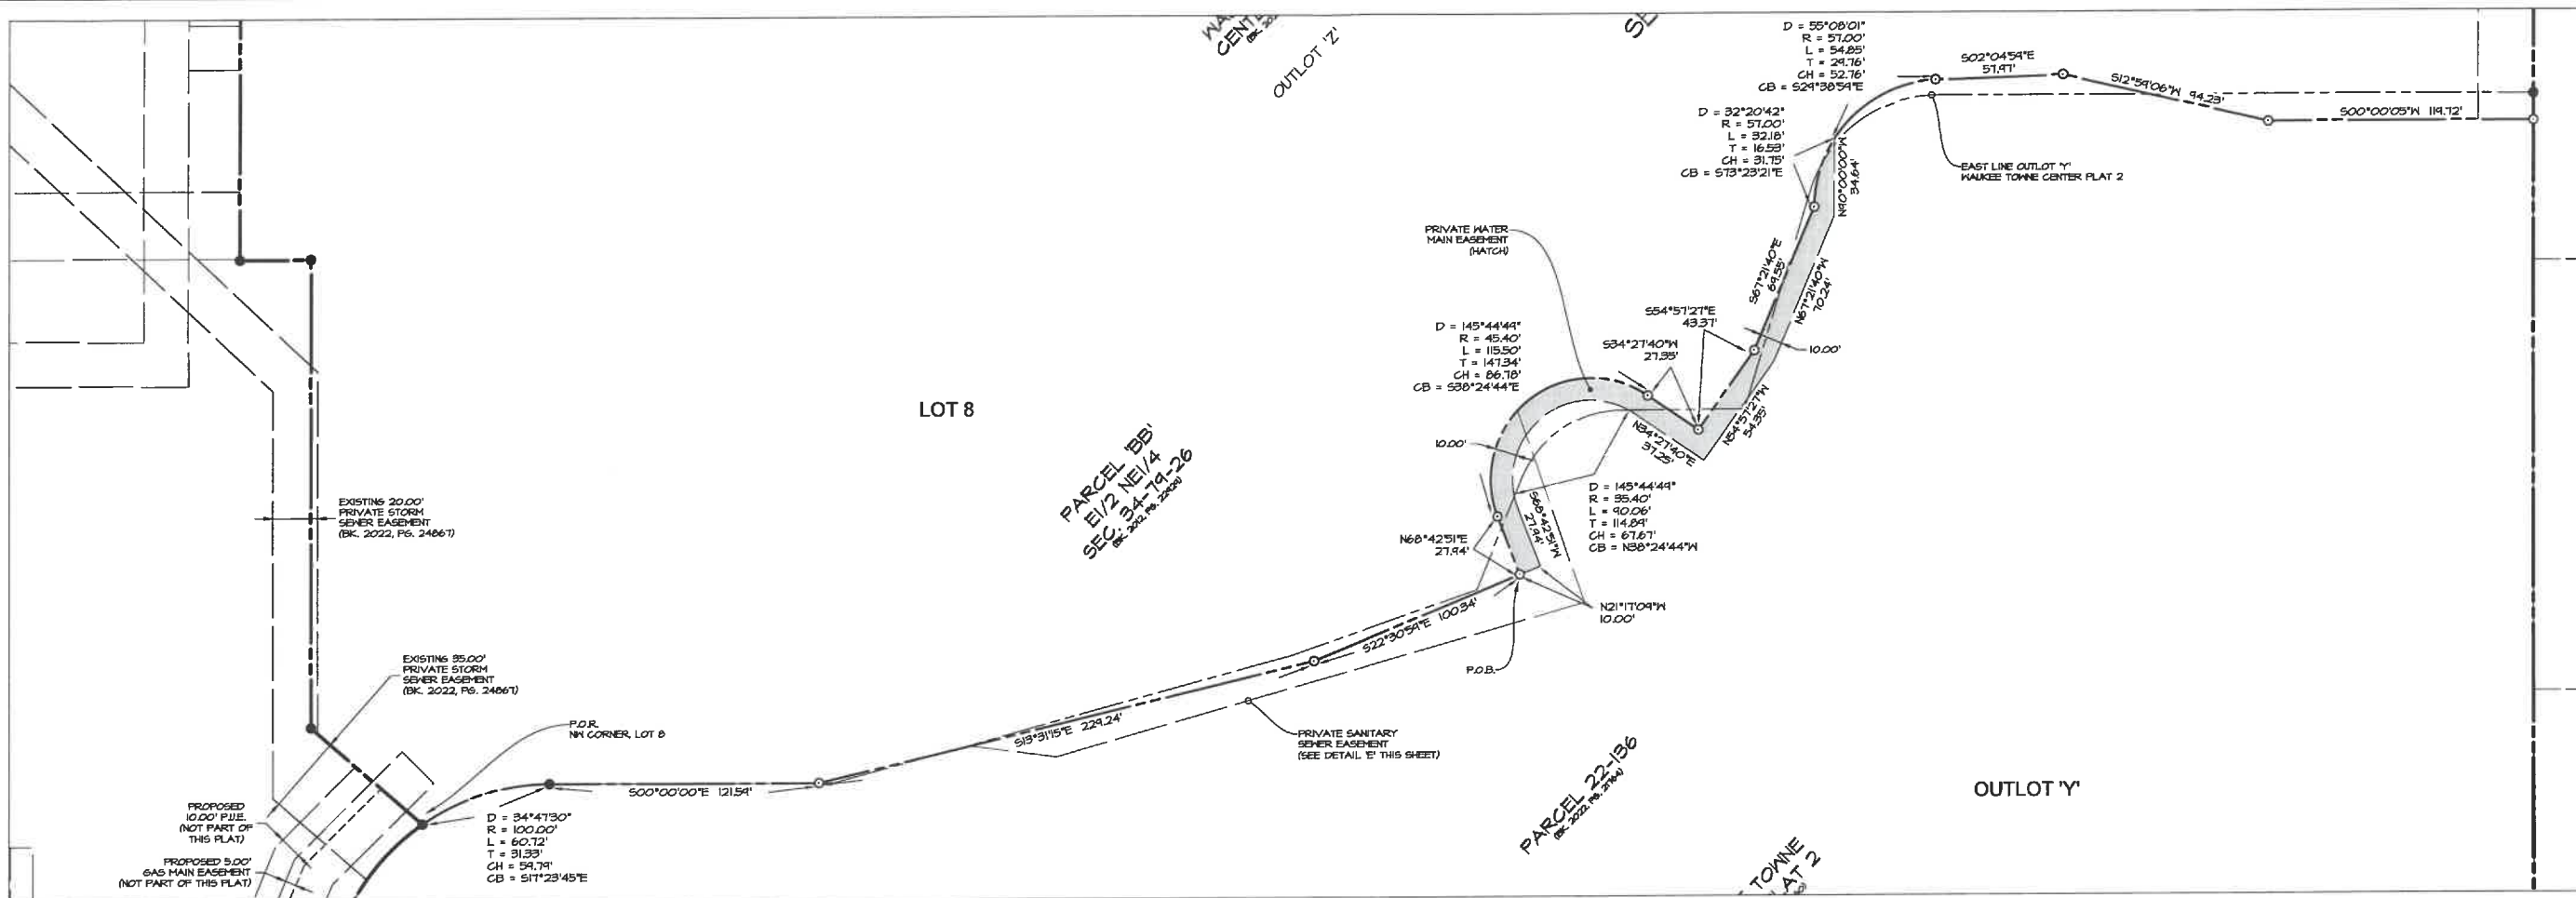 OUTLOT 'Z'
D = 55°08'01"
R = 57.00'
L = 54.85'
T = 29.76'
CH = 52.76'
CB = S29°38'59"E
S02°04'59"E
57.97'
S12°59'06"W 94.23'
S00°00'05"W 119.72'
D = 32°20'42"
R = 57.00'
L = 32.18'
T = 16.53'
CH = 31.75'
CB = S73°23'21"E
N90°00'00"W
34.64'
EAST LINE OUTLOT 'Y'
WAUKEE TOWNE CENTER PLAT 2
PRIVATE WATER
MAIN EASEMENT
(HATCH)
S67°21'40"E
69.55'
N67°21'40"W
70.24'
S54°57'27"E
43.37'
10.00'
S34°27'40"W
27.35'
D = 145°44'49"
R = 45.40'
L = 115.50'
T = 147.34'
CH = 86.78'
CB = S38°24'44"E
N54°57'27"W
54.35'
N34°27'40"E
37.25'
10.00'
LOT 8
PARCEL 'BB'
E1/2 NE1/4
SEC. 34-79-26
S68°42'51"W
27.94'
D = 145°44'49"
R = 35.40'
L = 90.06'
T = 114.89'
CH = 67.67'
CB = N38°24'44"W
N68°42'51"E
27.94'
N21°17'09"W
10.00'
EXISTING 20.00'
PRIVATE STORM
SEWER EASEMENT
(BK. 2022, PG. 24867)
S22°30'59"E 100.34'
P.O.B.
EXISTING 35.00'
PRIVATE STORM
SEWER EASEMENT
(BK. 2022, PG. 24867)
P.O.R.
NW CORNER, LOT 8
S13°31'15"E 229.24'
PRIVATE SANITARY
SEWER EASEMENT
(SEE DETAIL 'E' THIS SHEET)
PARCEL 22-136
OUTLOT 'Y'
S00°00'00"E 121.59'
PROPOSED
10.00' P.U.E.
(NOT PART OF
THIS PLAT)
D = 34°47'30"
R = 100.00'
L = 60.72'
T = 31.33'
CH = 59.79'
CB = S17°23'45"E
PROPOSED 5.00'
GAS MAIN EASEMENT
(NOT PART OF THIS PLAT)
TOWNE